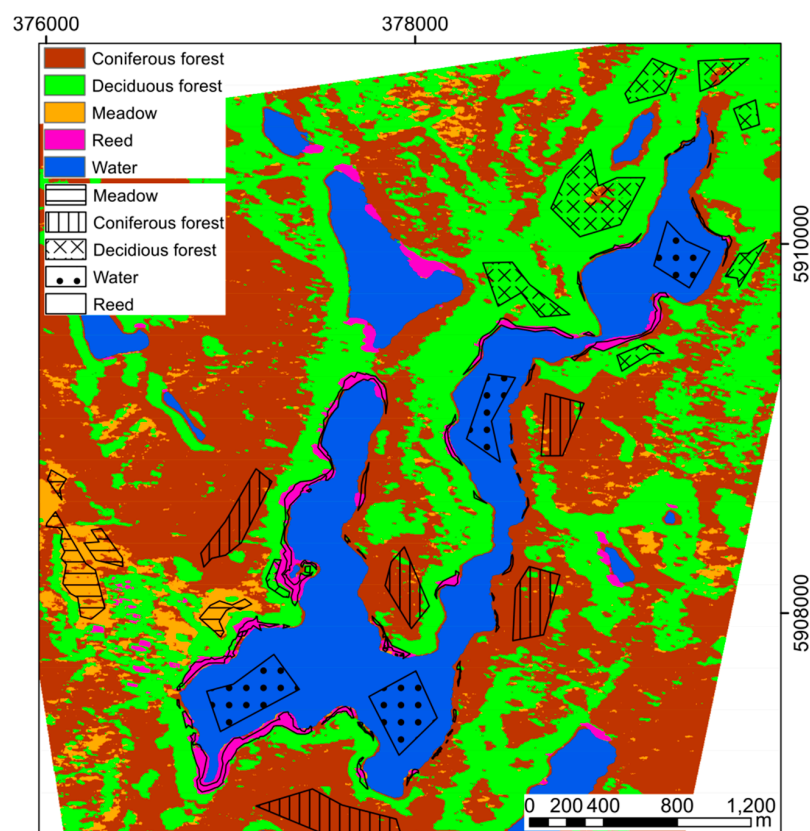 376000 378000
Coniferous forest
Deciduous forest
Meadow
Reed
Water
Meadow
Coniferous forest
Decidious forest
Water
Reed
5910000
5908000
0 200 400 800 1,200
m